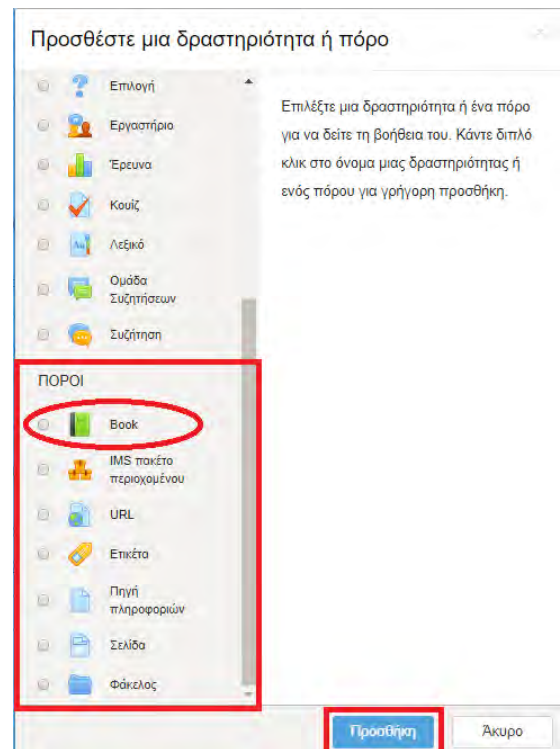 Προσθέστε μια δραστηριότητα ή πόρο
Επιλογή
Εργαστήριο
Έρευνα
Κουίζ
Λεξικό
Ομάδα
Συζητήσεων
Συζήτηση
ΠΟΡΟΙ
Book
IMS πακέτο
περιοχομένου
URL
Ετικέτα
Πηγή
πληροφοριών
Σελίδα
Φάκελος
Επιλέξτε μια δραστηριότητα ή ένα πόρο
για να δείτε τη βοήθεια του. Κάντε διπλό
κλικ στο όνομα μιας δραστηριότητας ή
ενός πόρου για γρήγορη προσθήκη.
Προσθήκη
Άκυρο